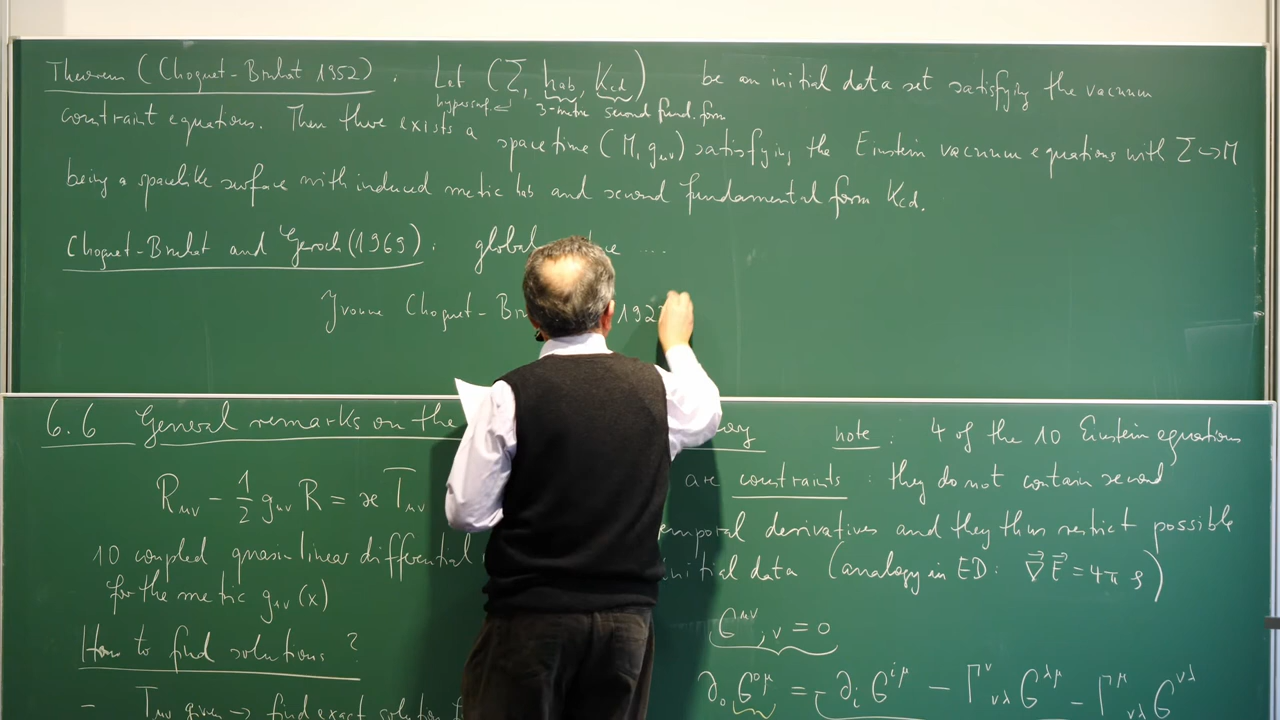 Theorem (Choquet-Bruhat 1952) : Let (Σ, hab, Kcd) be an initial data set satisfying the vacuum
hypersurf. 3-metric second fund. form
constraint equations. Then there exists a spacetime (M, gμν) satisfying the Einstein vacuum equations with Σ↪M
being a spacelike surface with induced metric hab and second fundamental form Kcd.
Choquet-Bruhat and Geroch (1969) : global ....
Yvonne Choquet- 192
6.6 General remarks on the
Rμν - 1/2 gμν R = ϰ Tμν
10 coupled quasilinear differential
for the metric gμν(x)
How to find solutions ?
- Tμν given → find exact solution
note : 4 of the 10 Einstein equations
are constraints : they do not contain second
temporal derivatives and they thus restrict possible
initial data (analogy in ED: ∇⃗E⃗ = 4π ρ)
G^μν ;ν = 0
∂₀ G^0μ = -∂ᵢ G^iμ - Γ^ν_νλ G^λμ - Γ^μ_νλ G^νλ